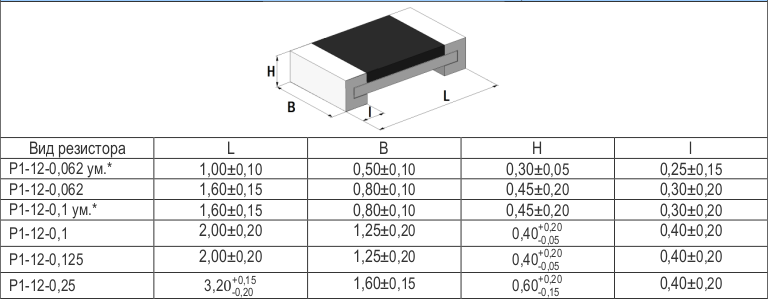 H
B
l
L
Вид резистора L B H l
Р1-12-0,062 ум.* 1,00±0,10 0,50±0,10 0,30±0,05 0,25±0,15
Р1-12-0,062 1,60±0,15 0,80±0,10 0,45±0,20 0,30±0,20
Р1-12-0,1 ум.* 1,60±0,15 0,80±0,10 0,45±0,20 0,30±0,20
Р1-12-0,1 2,00±0,20 1,25±0,20 0,40+0,20 -0,05 0,40±0,20
Р1-12-0,125 2,00±0,20 1,25±0,20 0,40+0,20 -0,05 0,40±0,20
Р1-12-0,25 3,20+0,15 -0,20 1,60±0,15 0,60+0,20 -0,15 0,40±0,20